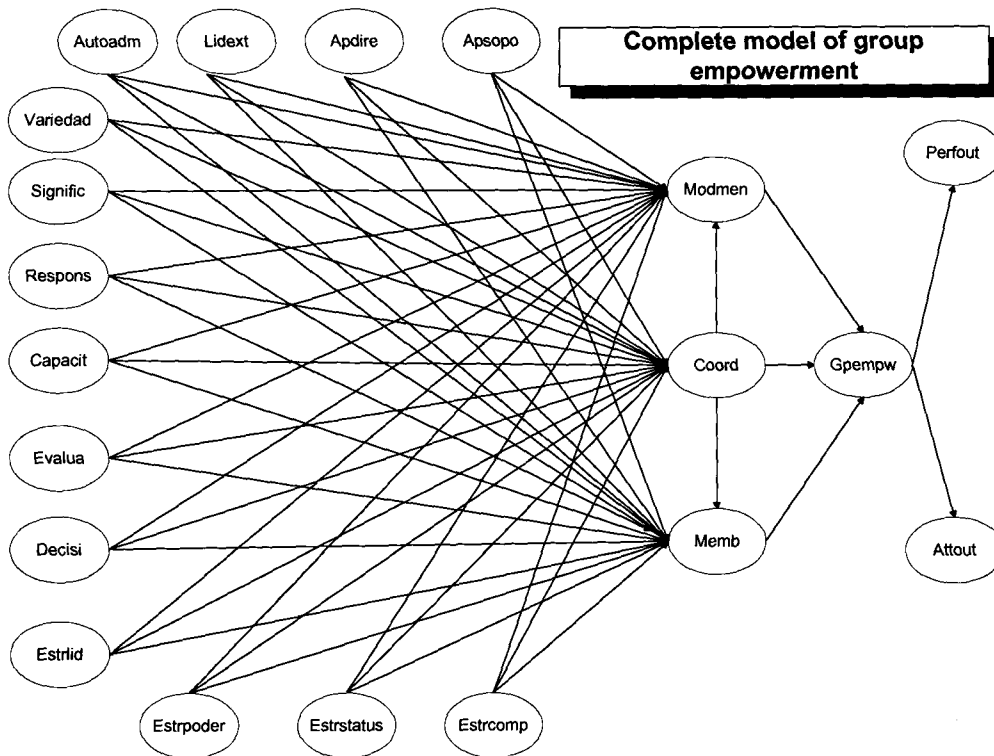 Autoadm
Lidext
Apdire
Apsopo
Complete model of group
empowerment
Variedad
Signific
Respons
Capacit
Evalua
Decisi
Estrlid
Estrpoder
Estrstatus
Estrcomp
Modmen
Coord
Memb
Gpempw
Perfout
Attout